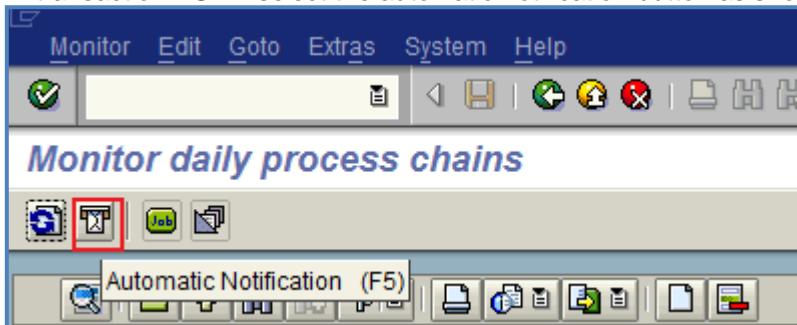 Monitor Edit Goto Extras System Help
Monitor daily process chains
Job
Automatic Notification (F5)